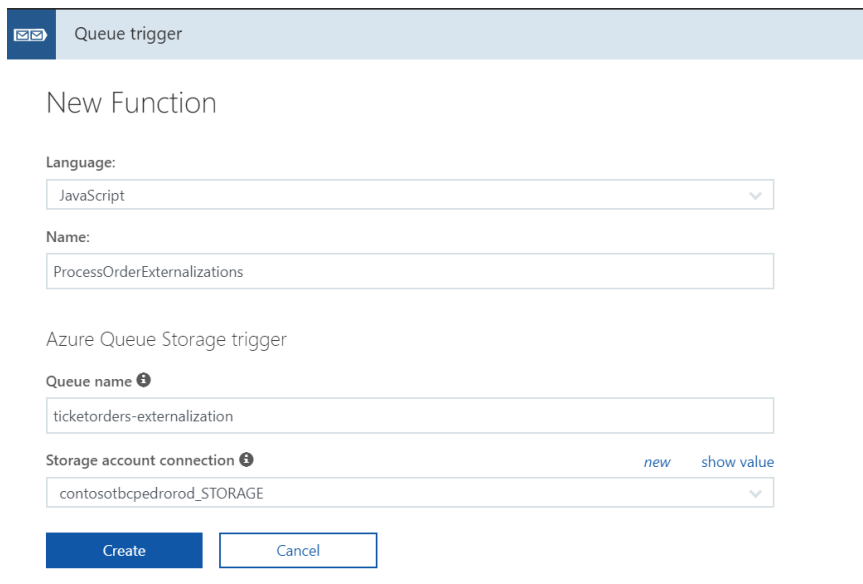 Queue trigger
New Function
Language:
JavaScript
Name:
ProcessOrderExternalizations
Azure Queue Storage trigger
Queue name
ticketorders-externalization
Storage account connection new show value
contosotbcpedrorod_STORAGE
Create Cancel